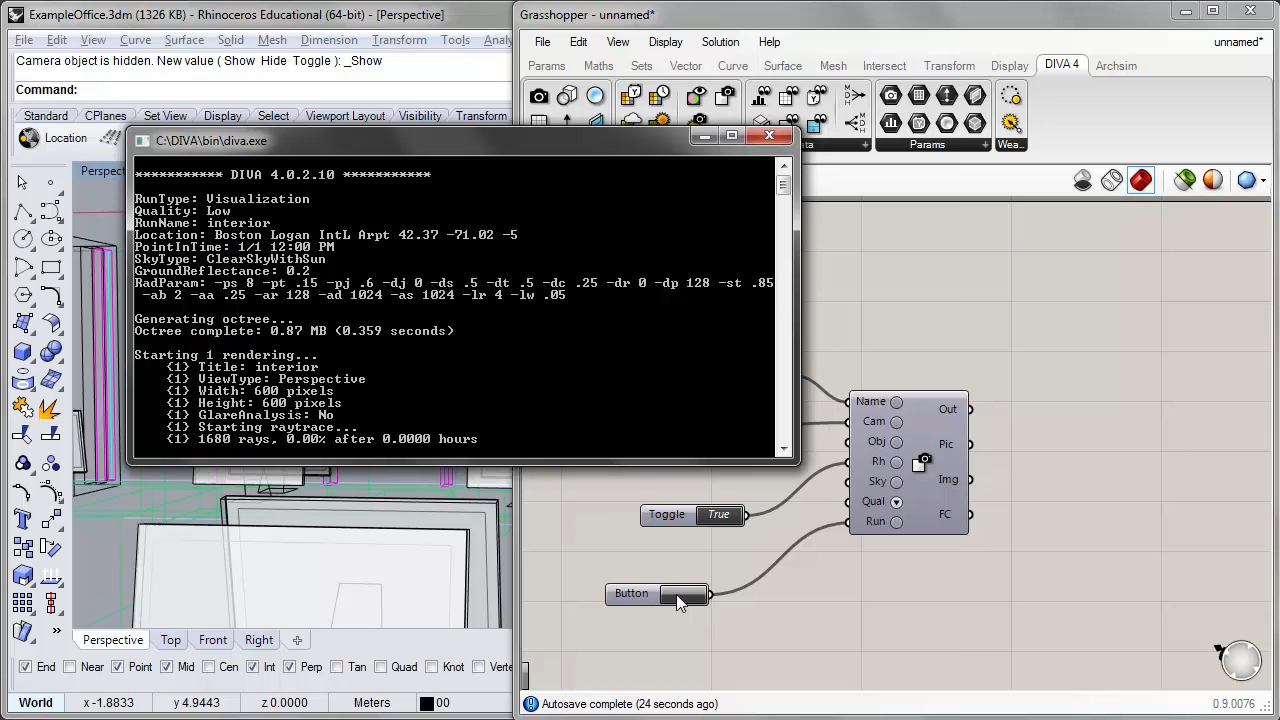 ExampleOffice.3dm (1326 KB) - Rhinoceros Educational (64-bit) - [Perspective]
File Edit View Curve Surface Solid Mesh Dimension Transform Tools Analy
Camera object is hidden. New value ( Show Hide Toggle ): _Show
Command:
Standard CPlanes Set View Display Select Viewport Layout Visibility Transform
Location
Perspect
C:\DIVA\bin\diva.exe
*********** DIVA 4.0.2.10 ***********
RunType: Visualization
Quality: Low
RunName: interior
Location: Boston Logan IntL Arpt 42.37 -71.02 -5
PointInTime: 1/1 12:00 PM
SkyType: ClearSkyWithSun
GroundReflectance: 0.2
RadParam: -ps 8 -pt .15 -pj .6 -dj 0 -ds .5 -dt .5 -dc .25 -dr 0 -dp 128 -st .85
-ab 2 -aa .25 -ar 128 -ad 1024 -as 1024 -lr 4 -lw .05
Generating octree...
Octree complete: 0.87 MB (0.359 seconds)
Starting 1 rendering...
{1} Title: interior
{1} ViewType: Perspective
{1} Width: 600 pixels
{1} Height: 600 pixels
{1} GlareAnalysis: No
{1} Starting raytrace...
{1} 1680 rays, 0.00% after 0.0000 hours
Perspective Top Front Right
End Near Point Mid Cen Int Perp Tan Quad Knot Verte
World x -1.8833 y 4.9443 z 0.0000 Meters 00
Grasshopper - unnamed*
File Edit View Display Solution Help unnamed*
Params Maths Sets Vector Curve Surface Mesh Intersect Transform Display DIVA 4 Archsim
ta Params Wea...
Name
Cam
Obj
Rh
Sky
Qual
Run
Out
Pic
Img
FC
Toggle True
Button
Autosave complete (24 seconds ago) 0.9.0076